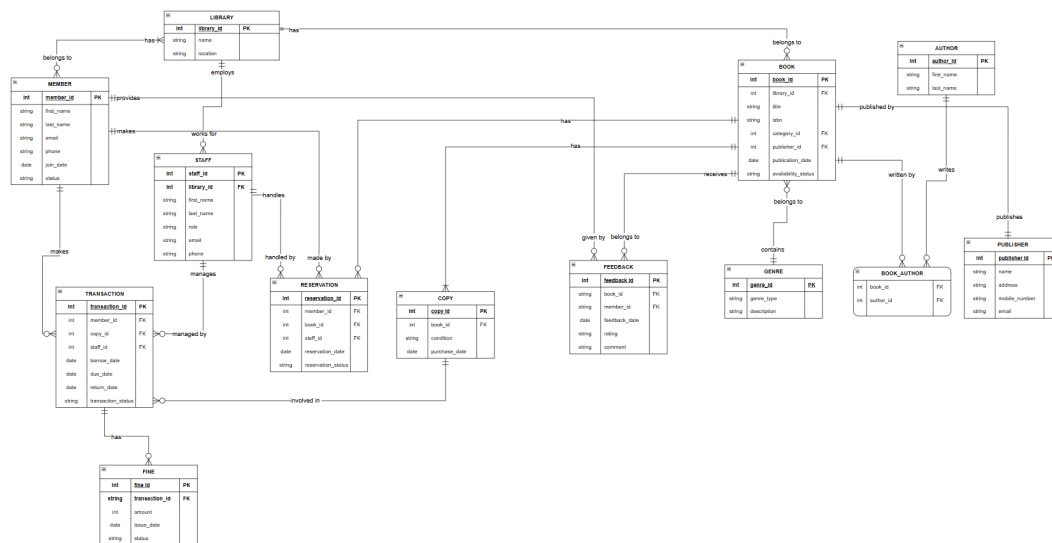 LIBRARY
int library_id PK
string name
string location
has
has
belongs to
employs
belongs to
MEMBER
int member_id PK
string first_name
string last_name
string email
string phone
date join_date
string status
provides
makes
works for
STAFF
int staff_id PK
int library_id FK
string first_name
string last_name
string role
string email
string phone
BOOK
int book_id PK
int library_id FK
string title
string isbn
int category_id FK
int publisher_id FK
date publication_date
string availability_status
AUTHOR
int author_id PK
string first_name
string last_name
published by
has
has
receives
belongs to
written by
writes
handles
makes
manages
handled by
made by
given by
belongs to
contains
publishes
TRANSACTION
int transaction_id PK
int member_id FK
int copy_id FK
int staff_id FK
date borrow_date
date due_date
date return_date
string transaction_status
managed by
RESERVATION
int reservation_id PK
int member_id FK
int book_id FK
int staff_id FK
date reservation_date
string reservation_status
COPY
int copy_id PK
int book_id FK
string condition
date purchase_date
FEEDBACK
int feedback_id PK
string book_id FK
string member_id FK
date feedback_date
string rating
string comment
GENRE
int genre_id PK
string genre_type
string description
BOOK_AUTHOR
int book_id FK
int author_id FK
PUBLISHER
int publisher_id PK
string name
string address
string mobile_number
string email
involved in
has
FINE
int fine_id PK
string transaction_id FK
int amount
date issue_date
string status